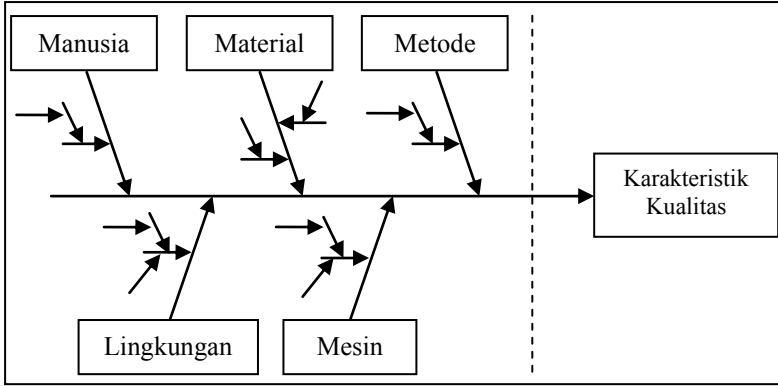 Manusia
Material
Metode
Karakteristik
Kualitas
Lingkungan
Mesin